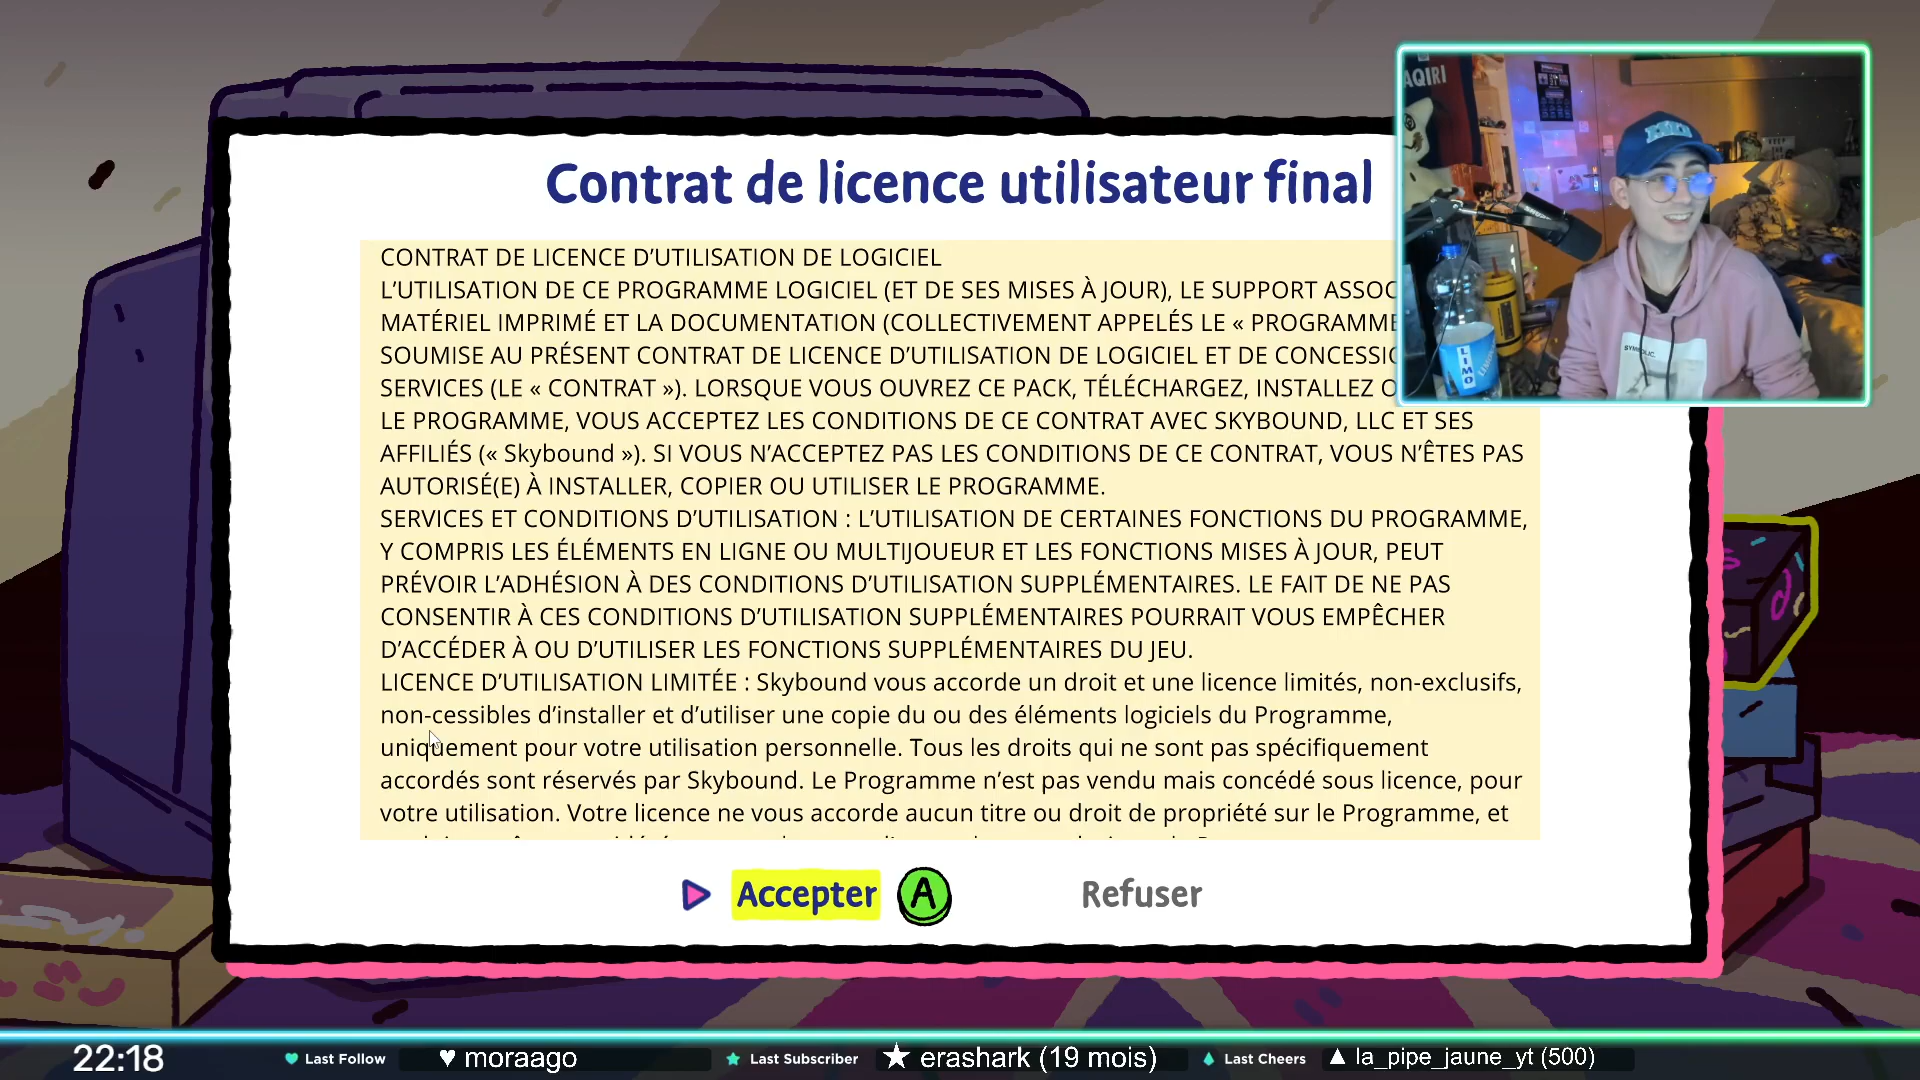 Contrat de licence utilisateur final
CONTRAT DE LICENCE D’UTILISATION DE LOGICIEL
L’UTILISATION DE CE PROGRAMME LOGICIEL (ET DE SES MISES À JOUR), LE SUPPORT
MATÉRIEL IMPRIMÉ ET LA DOCUMENTATION (COLLECTIVEMENT APPELÉS LE « PROGRAMME
SOUMISE AU PRÉSENT CONTRAT DE LICENCE D’UTILISATION DE LOGICIEL ET DE
SERVICES (LE « CONTRAT »). LORSQUE VOUS OUVREZ CE PACK, TÉLÉCHARGEZ, INSTALLEZ
LE PROGRAMME, VOUS ACCEPTEZ LES CONDITIONS DE CE CONTRAT AVEC SKYBOUND, LLC ET SES
AFFILIÉS (« Skybound »). SI VOUS N’ACCEPTEZ PAS LES CONDITIONS DE CE CONTRAT, VOUS N’ÊTES PAS
AUTORISÉ(E) À INSTALLER, COPIER OU UTILISER LE PROGRAMME.
SERVICES ET CONDITIONS D’UTILISATION : L’UTILISATION DE CERTAINES FONCTIONS DU PROGRAMME,
Y COMPRIS LES ÉLÉMENTS EN LIGNE OU MULTIJOUEUR ET LES FONCTIONS MISES À JOUR, PEUT
PRÉVOIR L’ADHÉSION À DES CONDITIONS D’UTILISATION SUPPLÉMENTAIRES. LE FAIT DE NE PAS
CONSENTIR À CES CONDITIONS D’UTILISATION SUPPLÉMENTAIRES POURRAIT VOUS EMPÊCHER
D’ACCÉDER À OU D’UTILISER LES FONCTIONS SUPPLÉMENTAIRES DU JEU.
LICENCE D’UTILISATION LIMITÉE : Skybound vous accorde un droit et une licence limités, non-exclusifs,
non-cessibles d’installer et d’utiliser une copie du ou des éléments logiciels du Programme,
uniquement pour votre utilisation personnelle. Tous les droits qui ne sont pas spécifiquement
accordés sont réservés par Skybound. Le Programme n’est pas vendu mais concédé sous licence, pour
votre utilisation. Votre licence ne vous accorde aucun titre ou droit de propriété sur le Programme, et
Accepter A Refuser
AQIRI
LIMO
22:18 Last Follow ♥ moraago Last Subscriber ★ erashark (19 mois) Last Cheers ▲ la_pipe_jaune_yt (500)